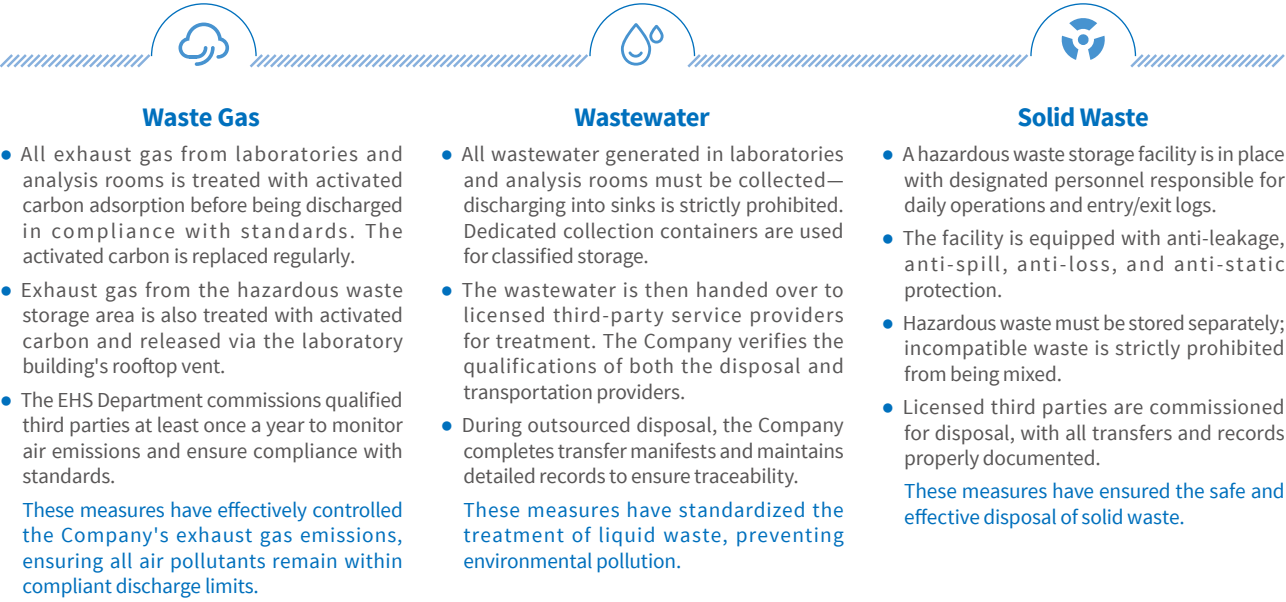 Waste Gas
● All exhaust gas from laboratories and
analysis rooms is treated with activated
carbon adsorption before being discharged
in compliance with standards. The
activated carbon is replaced regularly.
● Exhaust gas from the hazardous waste
storage area is also treated with activated
carbon and released via the laboratory
building's rooftop vent.
● The EHS Department commissions qualified
third parties at least once a year to monitor
air emissions and ensure compliance with
standards.
These measures have effectively controlled
the Company's exhaust gas emissions,
ensuring all air pollutants remain within
compliant discharge limits.
Wastewater
● All wastewater generated in laboratories
and analysis rooms must be collected—
discharging into sinks is strictly prohibited.
Dedicated collection containers are used
for classified storage.
● The wastewater is then handed over to
licensed third-party service providers
for treatment. The Company verifies the
qualifications of both the disposal and
transportation providers.
● During outsourced disposal, the Company
completes transfer manifests and maintains
detailed records to ensure traceability.
These measures have standardized the
treatment of liquid waste, preventing
environmental pollution.
Solid Waste
● A hazardous waste storage facility is in place
with designated personnel responsible for
daily operations and entry/exit logs.
● The facility is equipped with anti-leakage,
anti-spill, anti-loss, and anti-static
protection.
● Hazardous waste must be stored separately;
incompatible waste is strictly prohibited
from being mixed.
● Licensed third parties are commissioned
for disposal, with all transfers and records
properly documented.
These measures have ensured the safe and
effective disposal of solid waste.